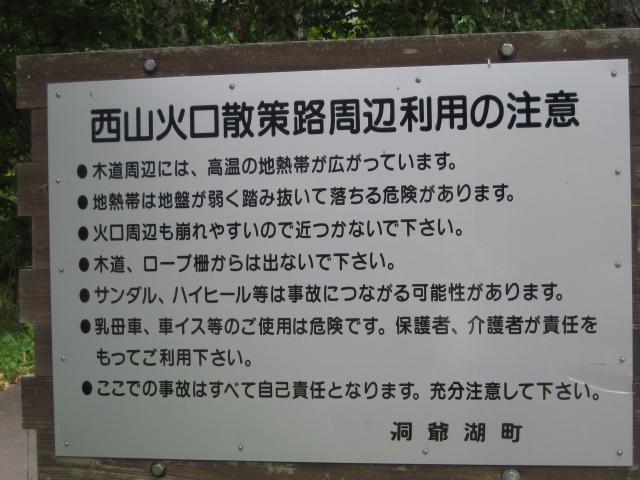 西山火口散策路周辺利用の注意
●木道周辺には、高温の地熱帯が広がっています。
●地熱帯は地盤が弱く踏み抜いて落ちる危険があります。
●火口周辺も崩れやすいので近つかないで下さい。
●木道、ロープ柵からは出ないで下さい。
●サンダル、ハイヒール等は事故につながる可能性があります。
●乳母車、車イス等のご使用は危険です。保護者、介護者が責任を
もってご利用下さい。
●ここでの事故はすべて自己責任となります。充分注意して下さい。
洞爺湖町